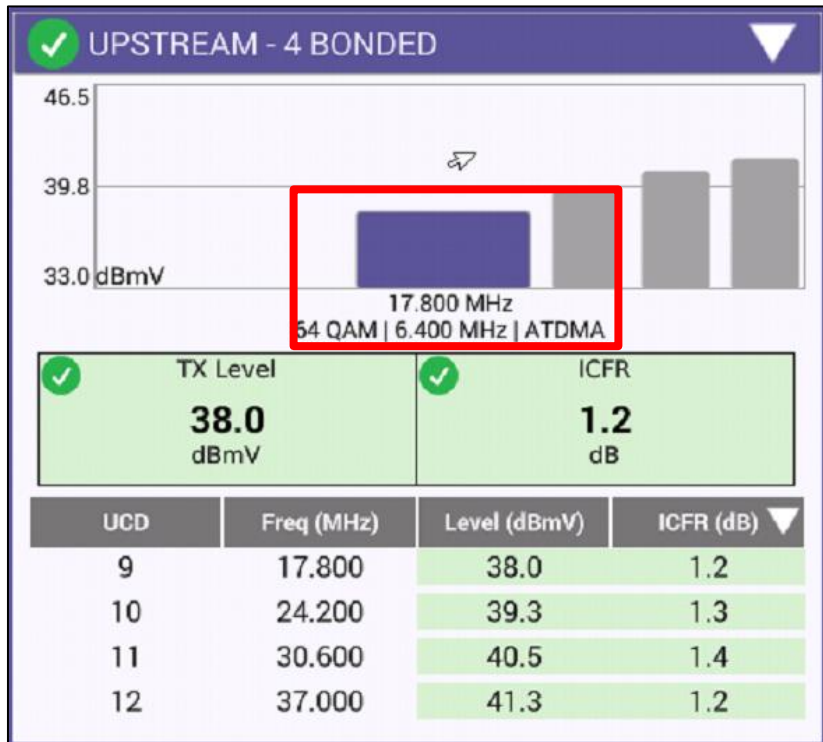 UPSTREAM - 4 BONDED
46.5
39.8
33.0 dBmV
17.800 MHz
64 QAM | 6.400 MHz | ATDMA
TX Level ICFR
38.0 1.2
dBmV dB
UCD Freq (MHz) Level (dBmV) ICFR (dB)
9 17.800 38.0 1.2
10 24.200 39.3 1.3
11 30.600 40.5 1.4
12 37.000 41.3 1.2